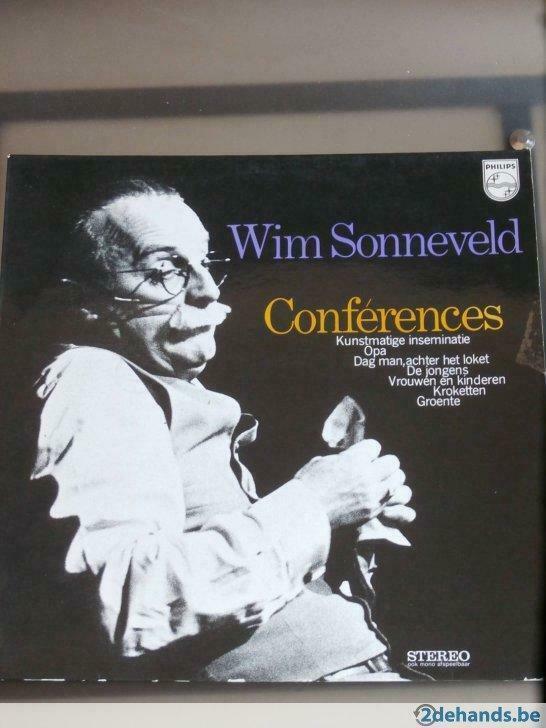 PHILIPS
Wim Sonneveld
Conférences
Kunstmatige inseminatie
Opa
Dag man, achter het loket
De jongens
Vrouwen en kinderen
Kroketten
Groente
STEREO
ook mono afspeelbaar
2dehands.be